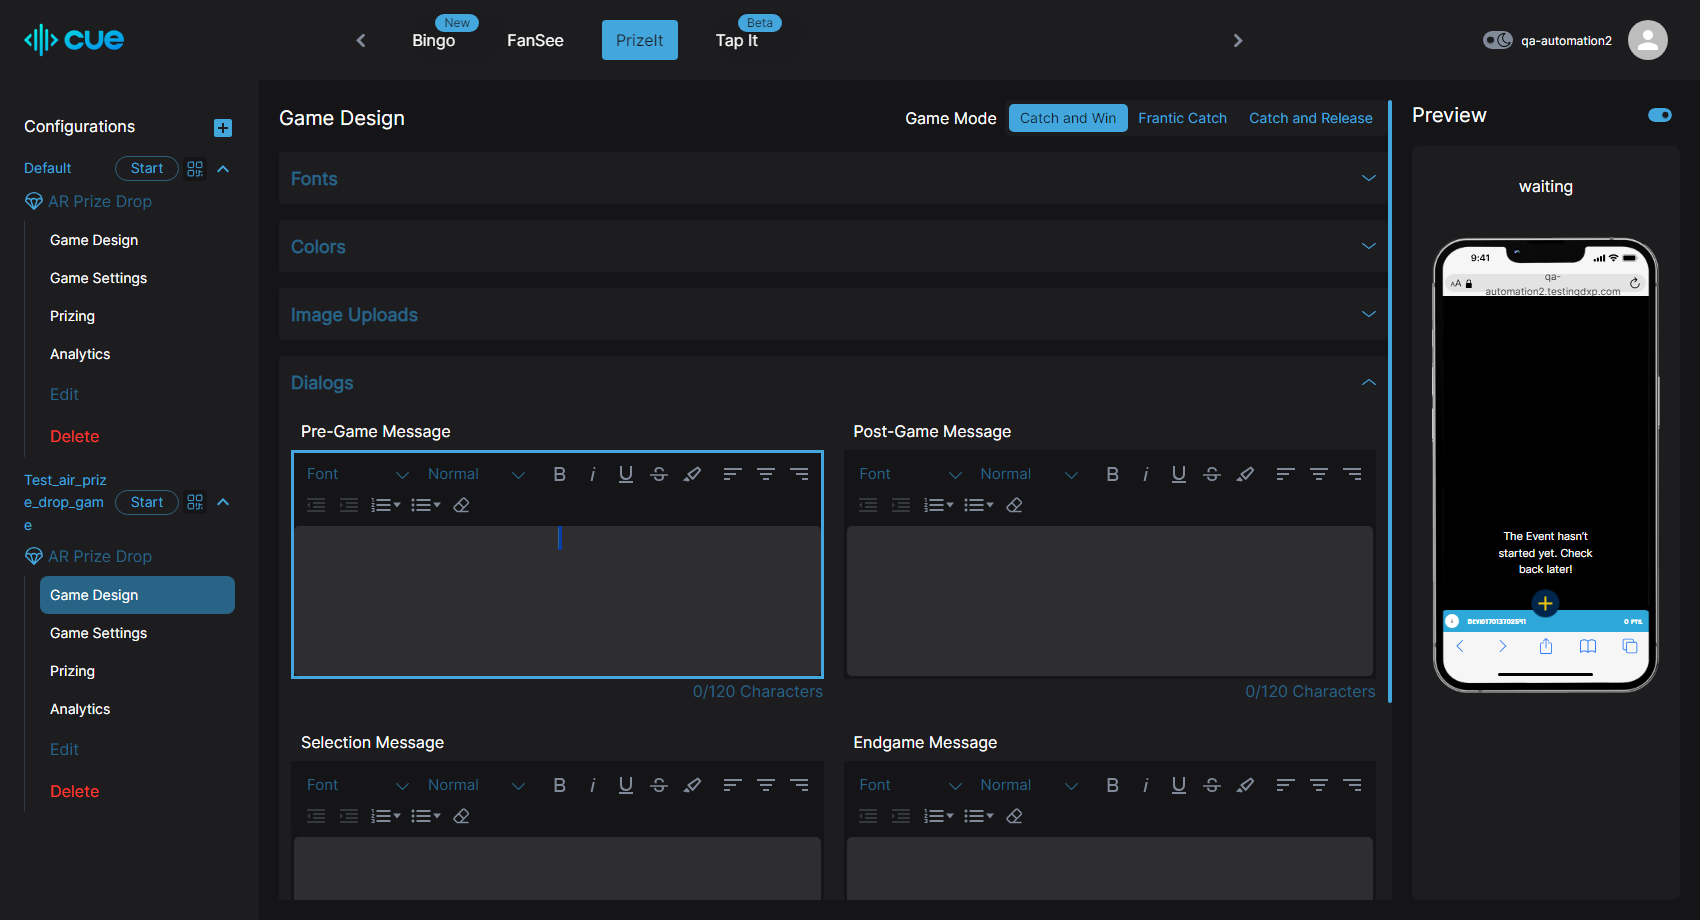 cue
Bingo
New
FanSee
PrizeIt
Tap It
Beta
qa-automation2
Configurations
Default
Start
AR Prize Drop
Game Design
Game Settings
Prizing
Analytics
Edit
Delete
Test_air_priz
e_drop_gam
e
Start
AR Prize Drop
Game Design
Game Settings
Prizing
Analytics
Edit
Delete
Game Design
Game Mode
Catch and Win
Frantic Catch
Catch and Release
Fonts
Colors
Image Uploads
Dialogs
Pre-Game Message
Font
Normal
B i U S
0/120 Characters
Post-Game Message
Font
Normal
B i U S
0/120 Characters
Selection Message
Font
Normal
B i U S
Endgame Message
Font
Normal
B i U S
Preview
waiting
9:41
AA
qa-
automation2.testingdxp.com
The Event hasn't
started yet. Check
back later!
0 PTS.